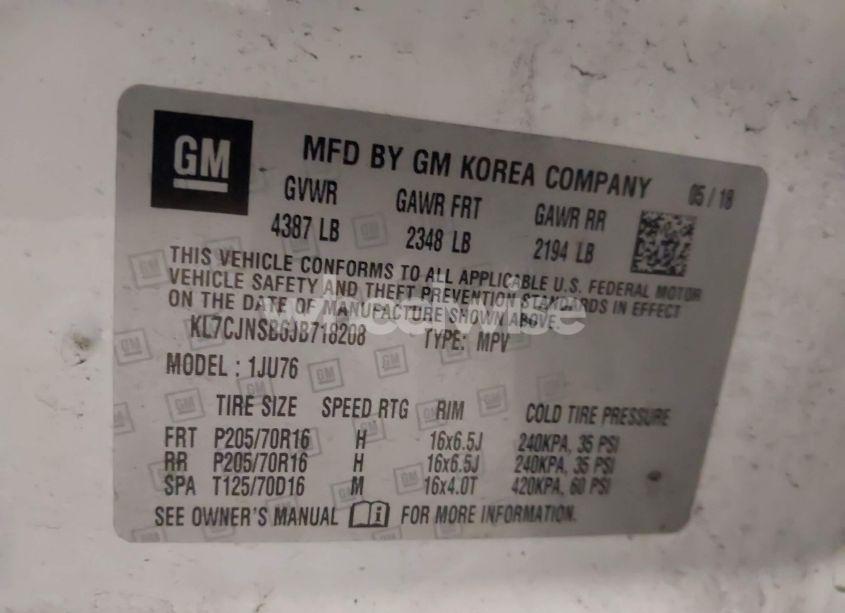 GM
MFD BY GM KOREA COMPANY 05 / 18
GVWR GAWR FRT GAWR RR
4387 LB 2348 LB 2194 LB
THIS VEHICLE CONFORMS TO ALL APPLICABLE U.S. FEDERAL MOTOR
VEHICLE SAFETY AND THEFT PREVENTION STANDARDS IN EFFECT
ON THE DATE OF MANUFACTURE SHOWN ABOVE.
KL7CJNSB6JB718208 TYPE: MPV
MODEL : 1JU76
TIRE SIZE SPEED RTG RIM COLD TIRE PRESSURE
FRT P205/70R16 H 16x6.5J 240KPA, 35 PSI
RR P205/70R16 H 16x6.5J 240KPA, 35 PSI
SPA T125/70D16 M 16x4.0T 420KPA, 60 PSI
SEE OWNER'S MANUAL FOR MORE INFORMATION.